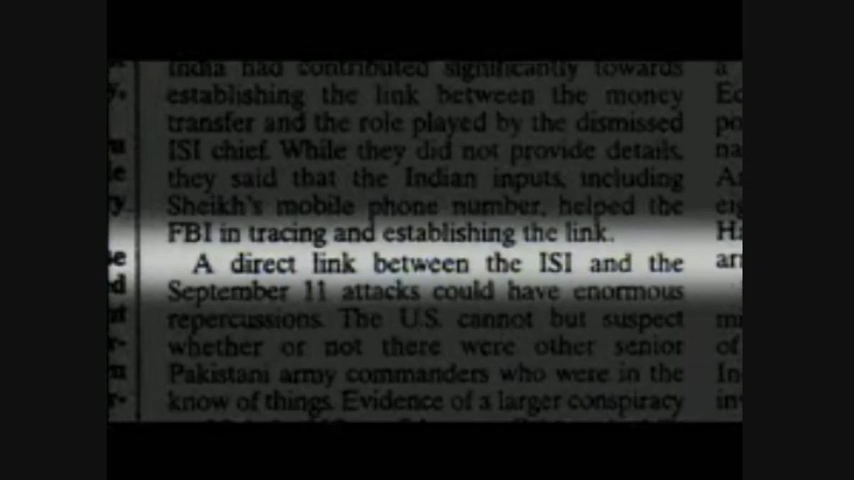 India had contributed significantly towards
establishing the link between the money
transfer and the role played by the dismissed
ISI chief. While they did not provide details,
they said that the Indian inputs, including
Sheikh's mobile phone number, helped the
FBI in tracing and establishing the link.
A direct link between the ISI and the
September 11 attacks could have enormous
repercussions. The U.S. cannot but suspect
whether or not there were other senior
Pakistani army commanders who were in the
know of things. Evidence of a larger conspiracy